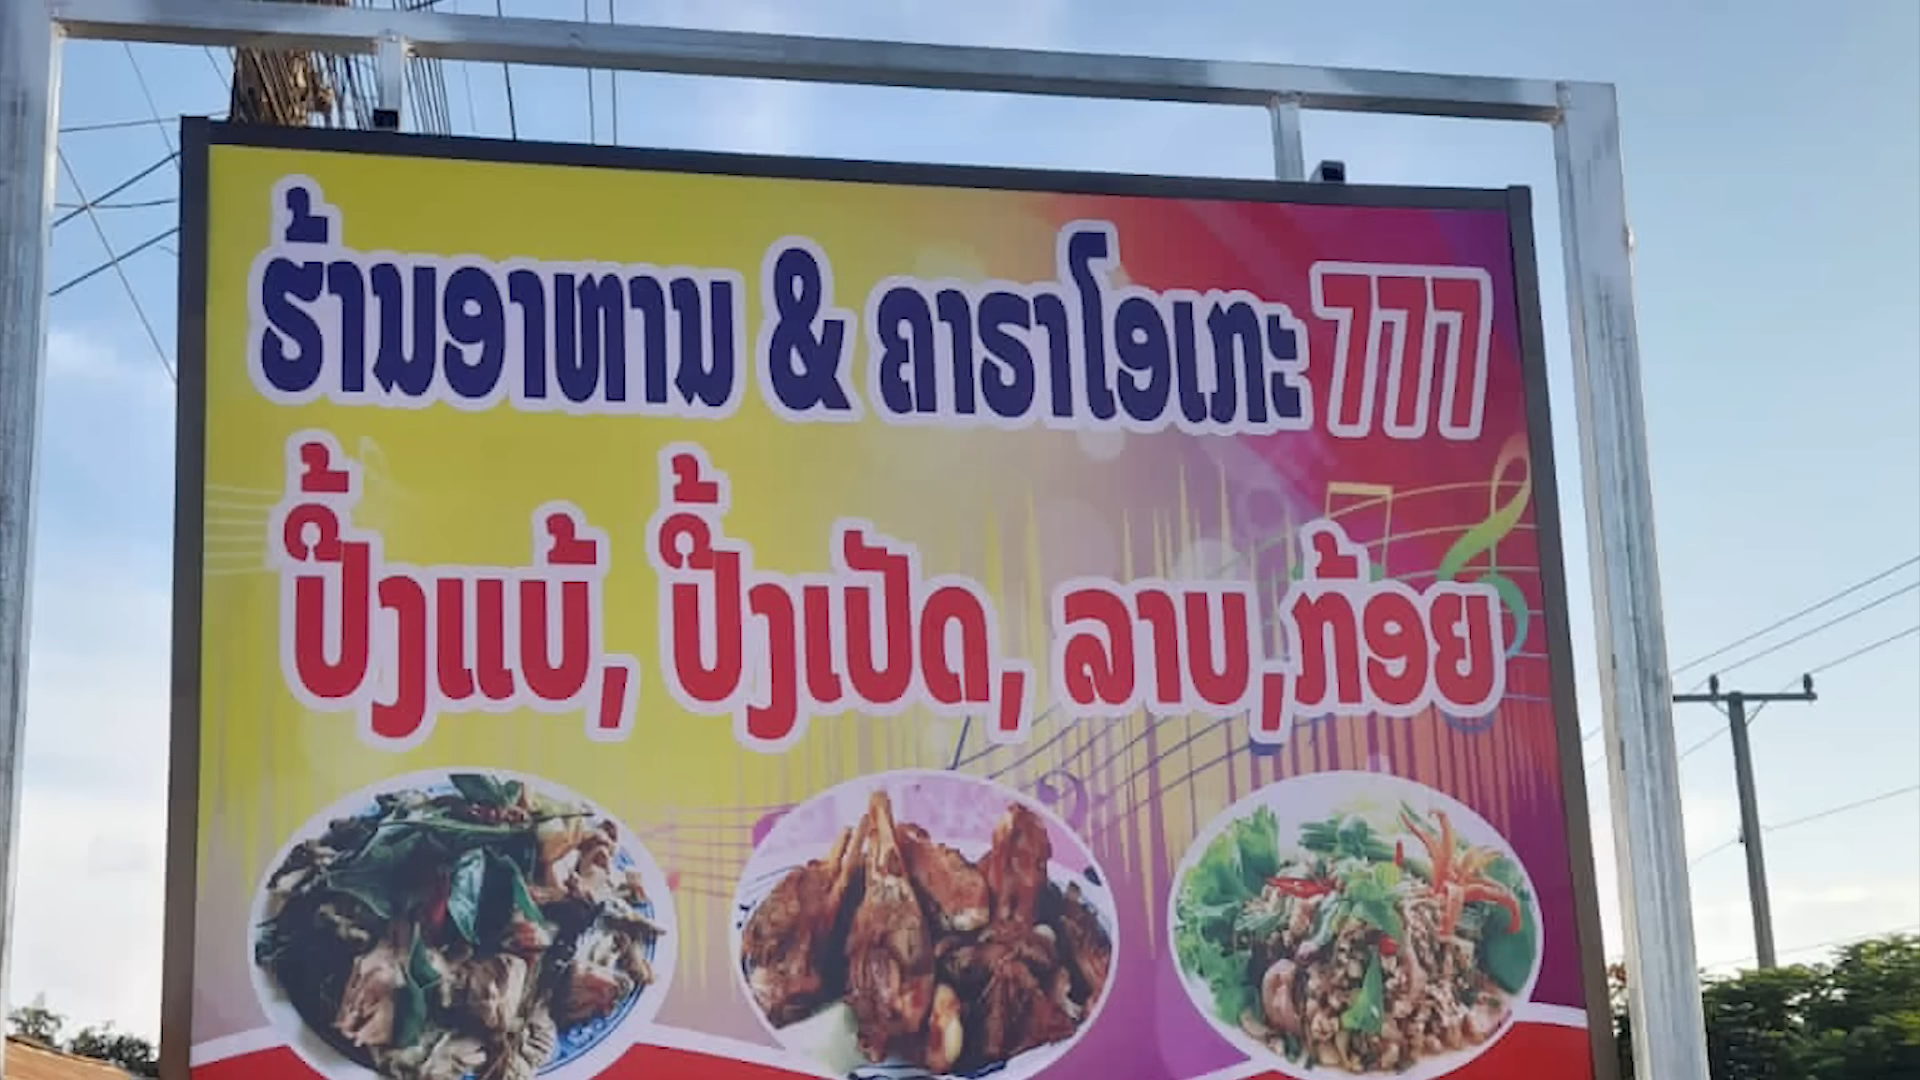 ຮ້ານອາຫານ & ຄາຣາໂອເກະ 777
ປີ້ງແບ້, ປີ້ງເປັດ, ລາບ,ກ້ອຍ